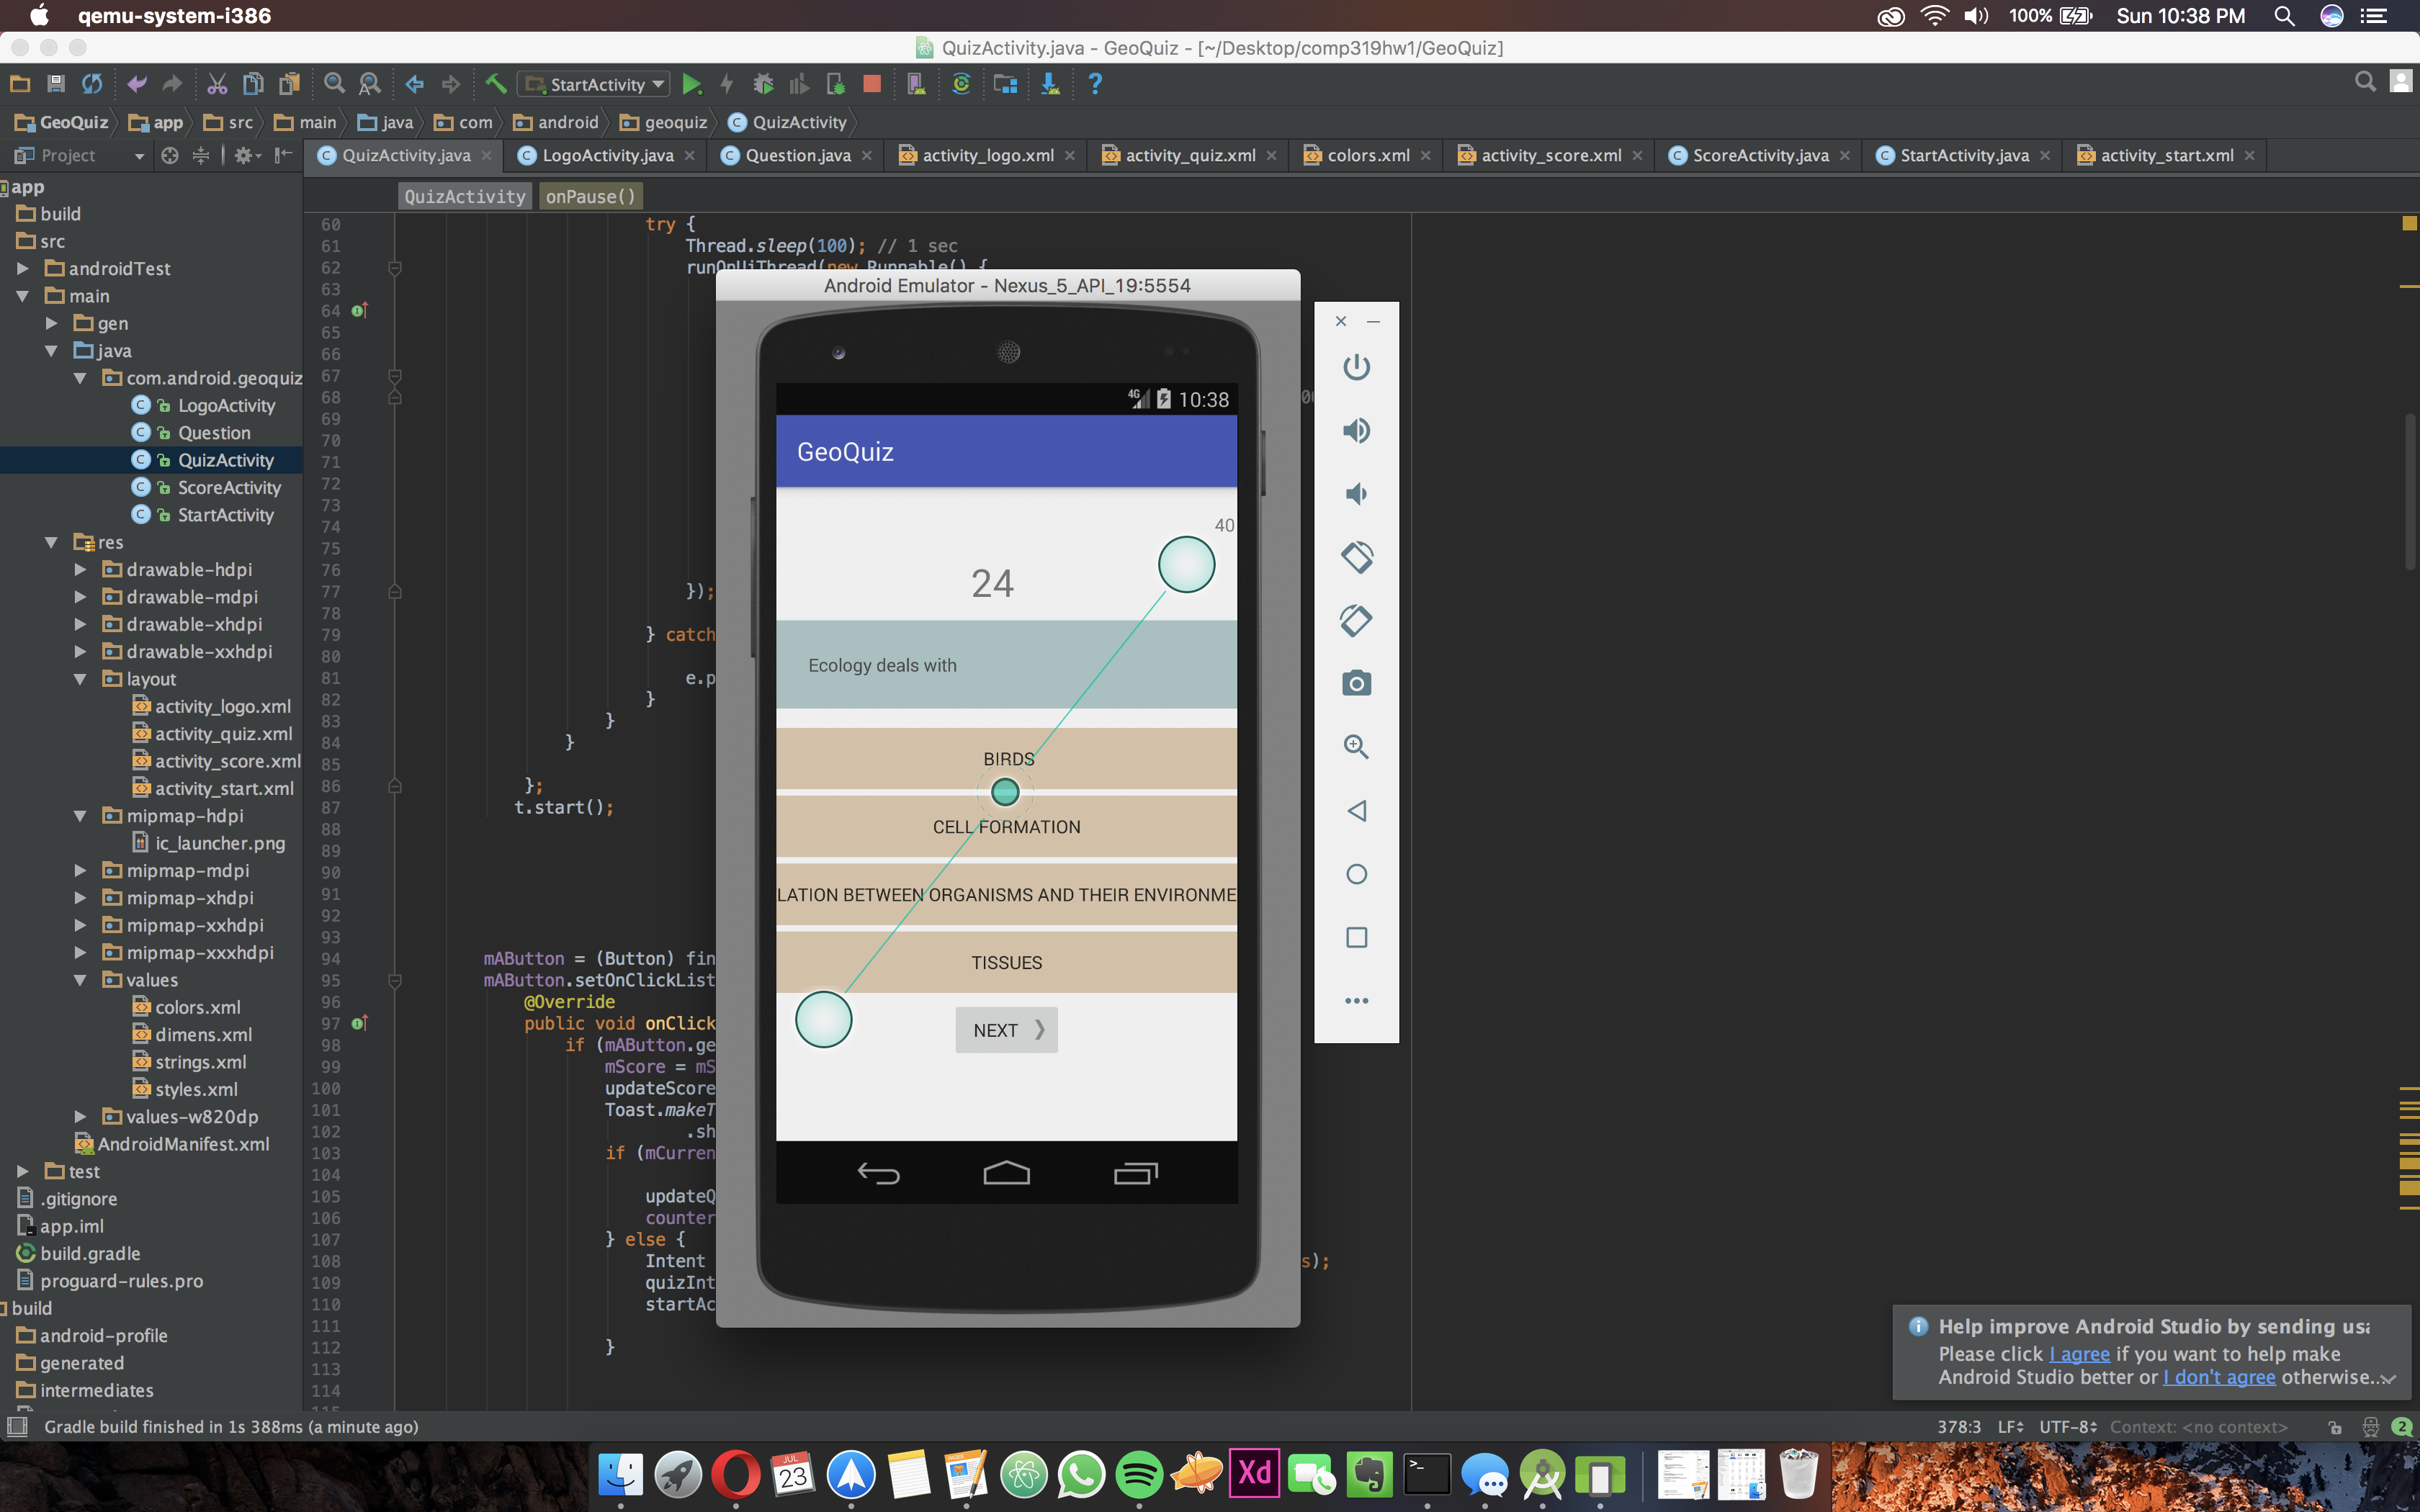 qemu-system-i386
100%
Sun 10:38 PM
QuizActivity.java - GeoQuiz - [~/Desktop/comp319hw1/GeoQuiz]
StartActivity
GeoQuiz app src main java com android geoquiz QuizActivity
Project
QuizActivity.java LogoActivity.java Question.java activity_logo.xml activity_quiz.xml colors.xml activity_score.xml ScoreActivity.java StartActivity.java activity_start.xml
QuizActivity onPause()
app
build
src
androidTest
main
gen
java
com.android.geoquiz
LogoActivity
Question
QuizActivity
ScoreActivity
StartActivity
res
drawable-hdpi
drawable-mdpi
drawable-xhdpi
drawable-xxhdpi
layout
activity_logo.xml
activity_quiz.xml
activity_score.xml
activity_start.xml
mipmap-hdpi
ic_launcher.png
mipmap-mdpi
mipmap-xhdpi
mipmap-xxhdpi
mipmap-xxxhdpi
values
colors.xml
dimens.xml
strings.xml
styles.xml
values-w820dp
AndroidManifest.xml
test
.gitignore
app.iml
build.gradle
proguard-rules.pro
build
android-profile
generated
intermediates
60 try {
61 Thread.sleep(100); // 1 sec
62 runOnUiThread(new Runnable() {
63
64
65
66
67
68
69
70
71
72
73
74
75
76
77 });
78
79 } catch
80
81 e.p
82 }
83 }
84 }
85
86 };
87 t.start();
88
89
90
91
92
93
94 mAButton = (Button) fin
95 mAButton.setOnClickList
96 @Override
97 public void onClick
98 if (mAButton.ge
99 mScore = mS
100 updateScore
101 Toast.makeT
102 .sh
103 if (mCurren
104
105 updateQ
106 counter
107 } else {
108 Intent s);
109 quizInt
110 startAc
111
112 }
113
114
Android Emulator - Nexus_5_API_19:5554
4G 10:38
GeoQuiz
40
24
Ecology deals with
BIRDS
CELL FORMATION
LATION BETWEEN ORGANISMS AND THEIR ENVIRONME
TISSUES
NEXT
Help improve Android Studio by sending usa
Please click I agree if you want to help make
Android Studio better or I don't agree otherwise...
Gradle build finished in 1s 388ms (a minute ago)
378:3 LF UTF-8 Context: <no context> 2
JUL
23
Xd